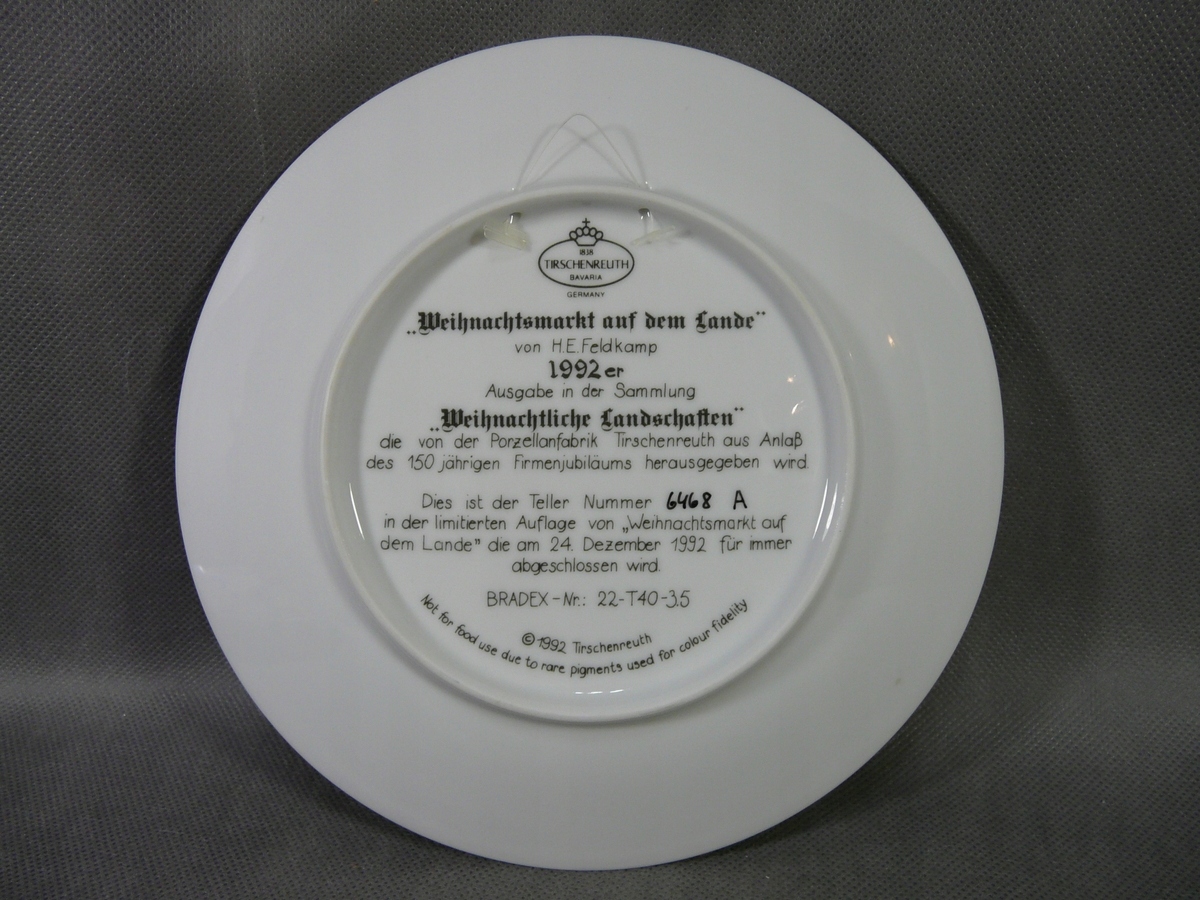 1838
TIRSCHENREUTH
BAVARIA
GERMANY
„Weihnachtsmarkt auf dem Lande"
von H.E.Feldkamp
1992er
Ausgabe in der Sammlung
„Weihnachtliche Landschaften"
die von der Porzellanfabrik Tirschenreuth aus Anlaß
des 150 jährigen Firmenjubiläums herausgegeben wird.
Dies ist der Teller Nummer 6468 A
in der limitierten Auflage von „Weihnachtsmarkt auf
dem Lande" die am 24. Dezember 1992 für immer
abgeschlossen wird.
BRADEX-Nr.: 22-T40-3.5
©1992 Tirschenreuth
Not for food use due to rare pigments used for colour fidelity